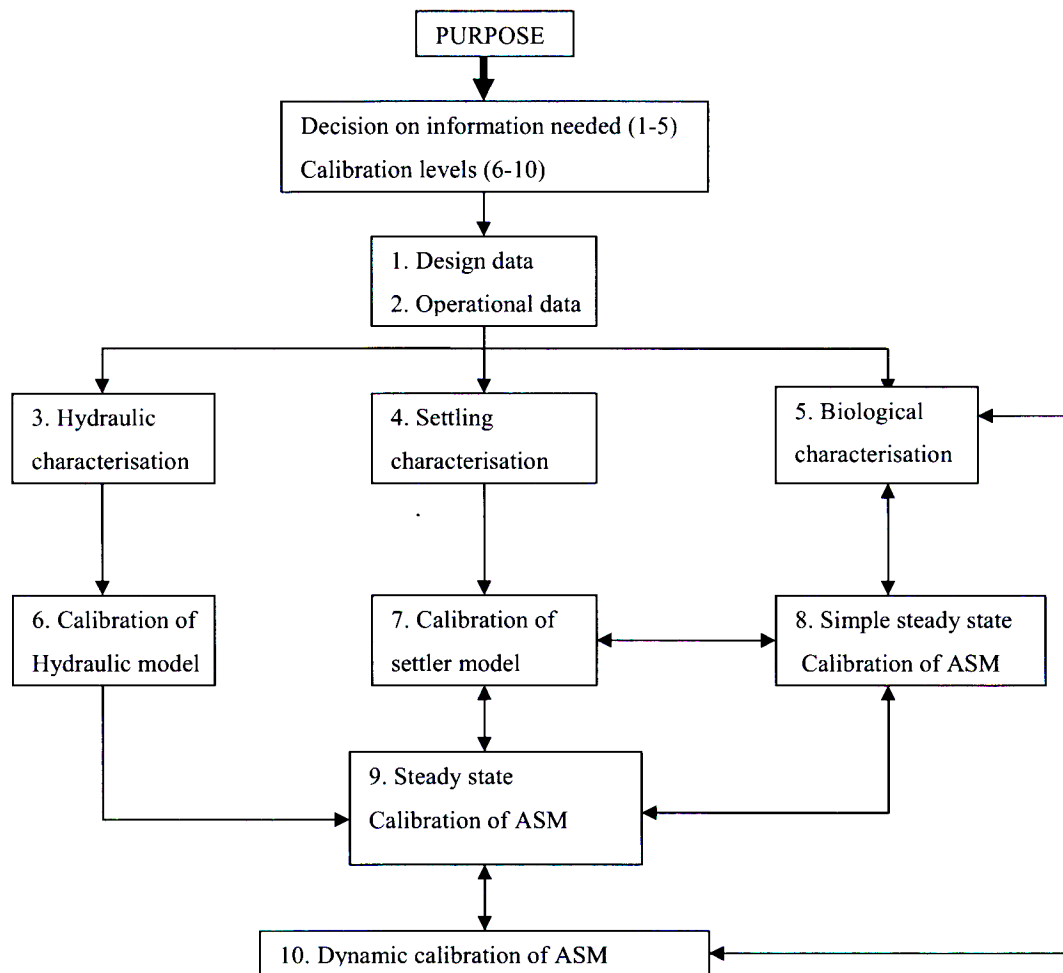 PURPOSE
Decision on information needed (1-5)
Calibration levels (6-10)
1. Design data
2. Operational data
3. Hydraulic
characterisation
4. Settling
characterisation
5. Biological
characterisation
6. Calibration of
Hydraulic model
7. Calibration of
settler model
8. Simple steady state
Calibration of ASM
9. Steady state
Calibration of ASM
10. Dynamic calibration of ASM